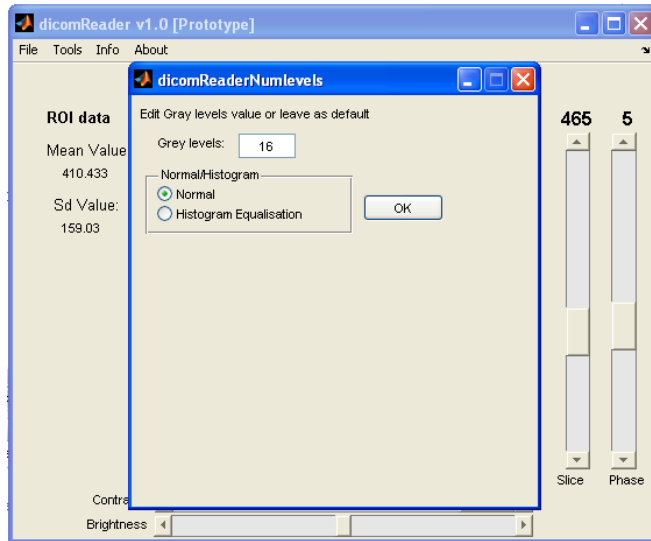 dicomReader v1.0 [Prototype]
File Tools Info About
dicomReaderNumlevels
Edit Gray levels value or leave as default
Grey levels: 16
Normal/Histogram
Normal
Histogram Equalisation
OK
ROI data
Mean Value
410.433
Sd Value:
159.03
465 5
Slice Phase
Contra
Brightness